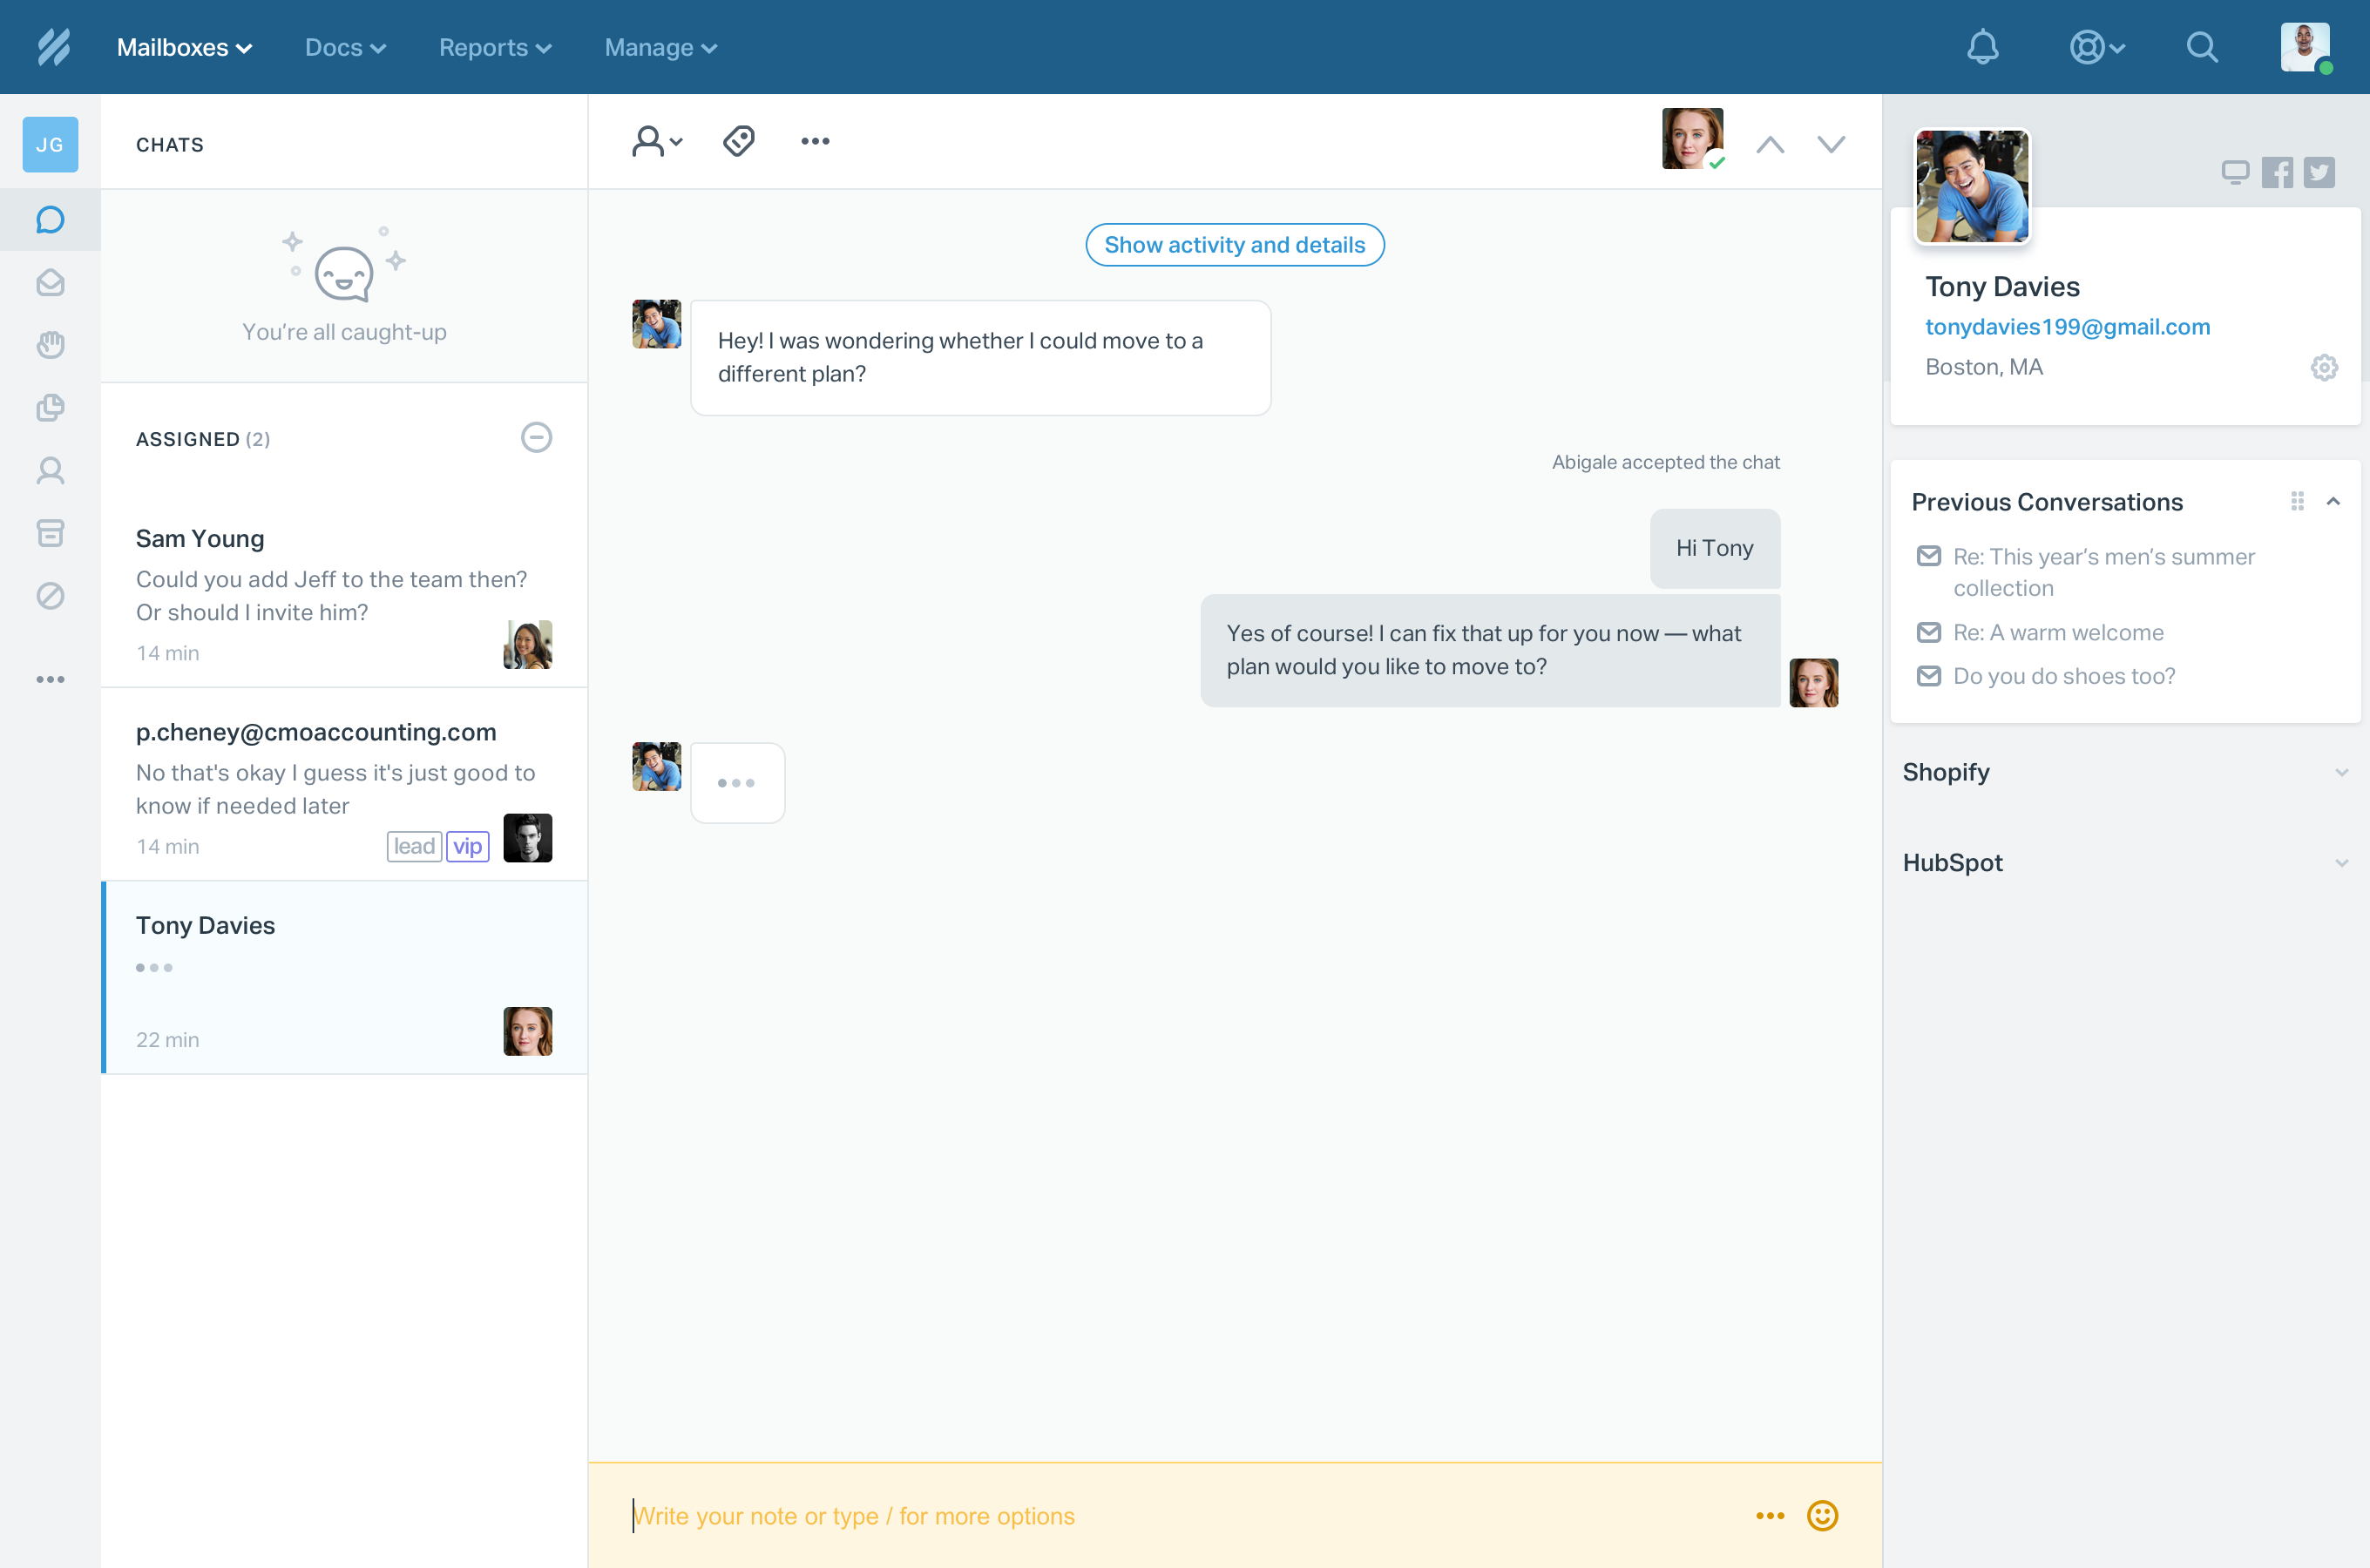 Mailboxes Docs Reports Manage
JG
CHATS
You’re all caught-up
ASSIGNED (2)
Sam Young
Could you add Jeff to the team then?
Or should I invite him?
14 min
p.cheney@cmoaccounting.com
No that's okay I guess it's just good to
know if needed later
14 min
lead vip
Tony Davies
22 min
Show activity and details
Hey! I was wondering whether I could move to a
different plan?
Abigale accepted the chat
Hi Tony
Yes of course! I can fix that up for you now — what
plan would you like to move to?
Write your note or type / for more options
Tony Davies
tonydavies199@gmail.com
Boston, MA
Previous Conversations
Re: This year’s men’s summer
collection
Re: A warm welcome
Do you do shoes too?
Shopify
HubSpot